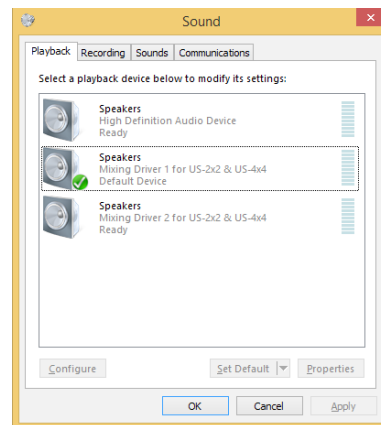 Sound
Playback Recording Sounds Communications
Select a playback device below to modify its settings:
Speakers
High Definition Audio Device
Ready
Speakers
Mixing Driver 1 for US-2x2 & US-4x4
Default Device
Speakers
Mixing Driver 2 for US-2x2 & US-4x4
Ready
Configure Set Default Properties
OK Cancel Apply